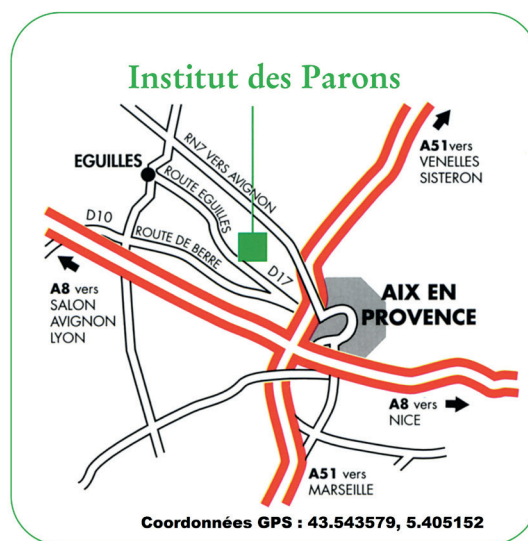 Institut des Parons
A51 vers
VENELLES
SISTERON
RN7 VERS AVIGNON
EGUILLES
ROUTE EGUILLES
D10
ROUTE DE BERRE
D17
A8 vers
SALON
AVIGNON
LYON
AIX EN
PROVENCE
A8 vers
NICE
A51 vers
MARSEILLE
Coordonnées GPS : 43.543579, 5.405152